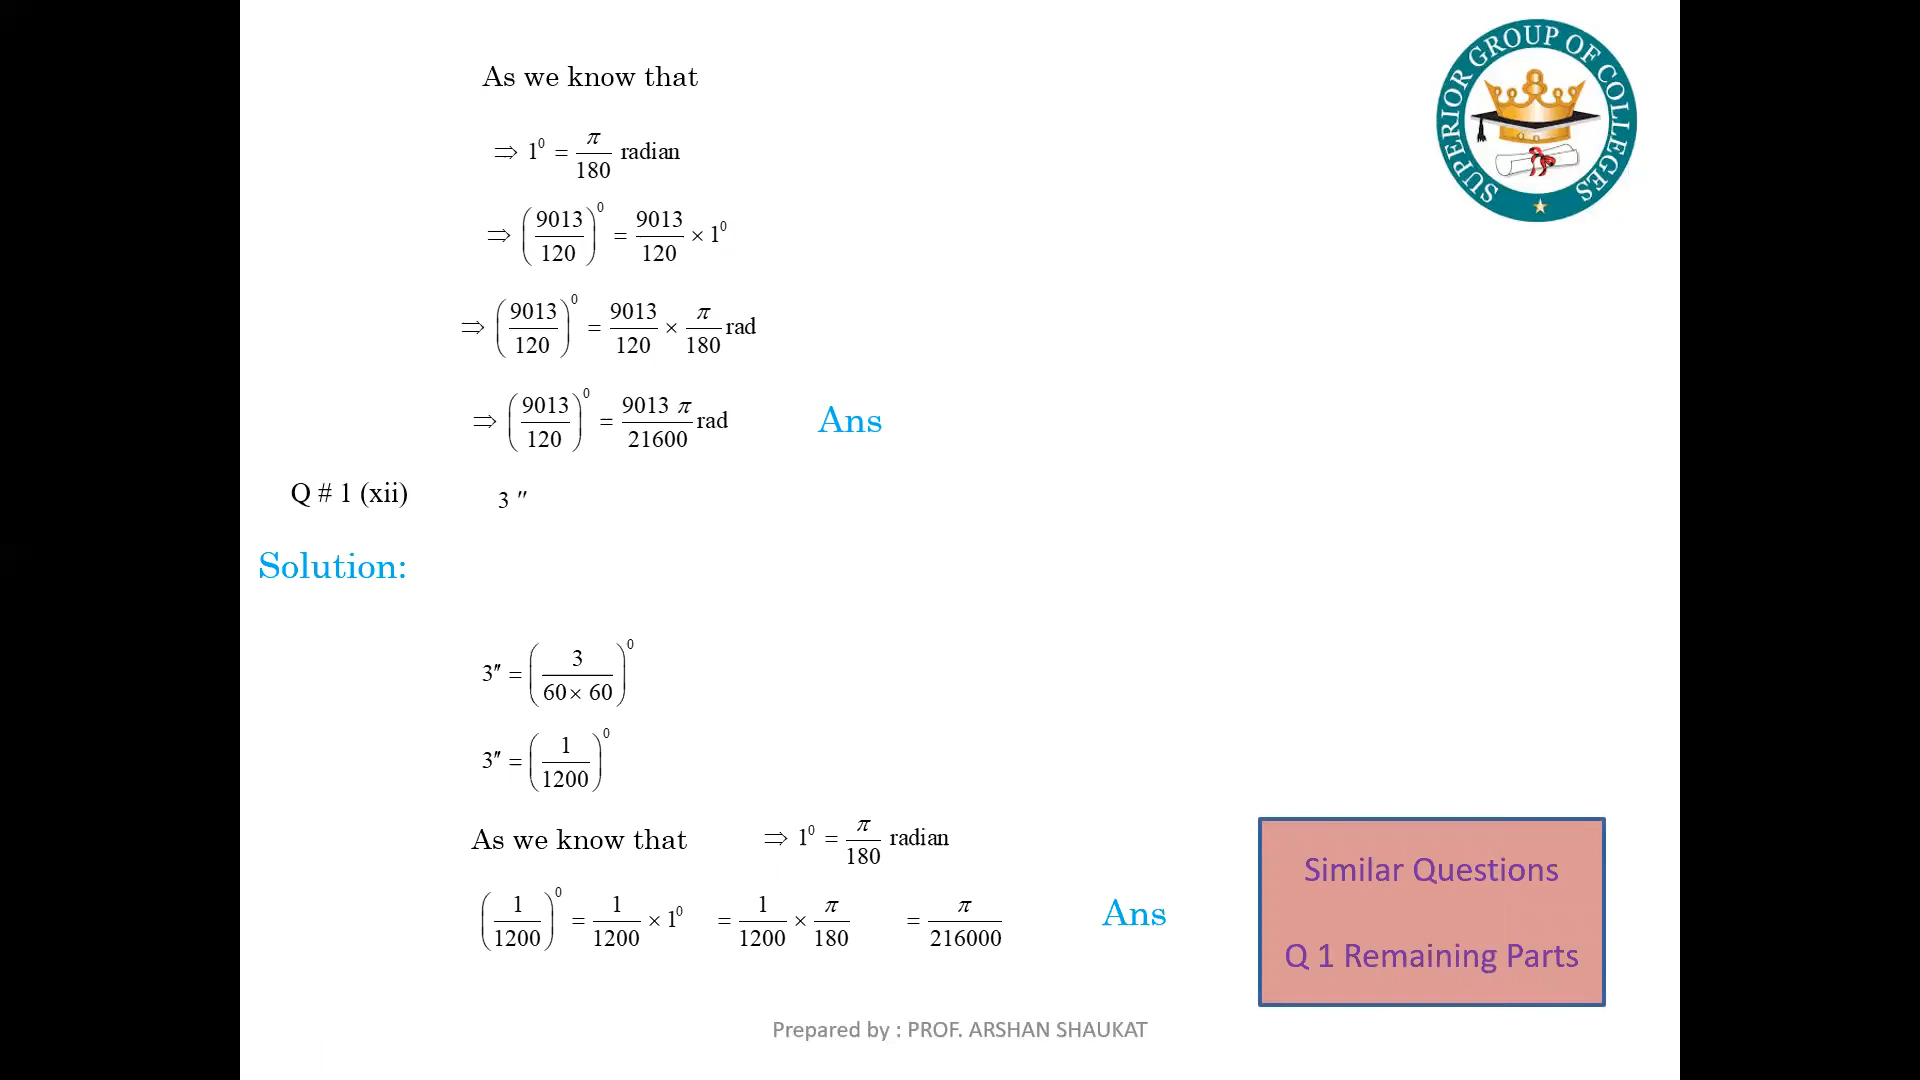 SUPERIOR GROUP OF COLLEGES
As we know that
⇒ 1⁰ = π/180 radian
⇒ (9013/120)⁰ = 9013/120 × 1⁰
⇒ (9013/120)⁰ = 9013/120 × π/180 rad
⇒ (9013/120)⁰ = 9013 π/21600 rad Ans
Q # 1 (xii) 3 ″
Solution:
3″ = (3/60 × 60)⁰
3″ = (1/1200)⁰
As we know that ⇒ 1⁰ = π/180 radian
(1/1200)⁰ = 1/1200 × 1⁰ = 1/1200 × π/180 = π/216000 Ans
Similar Questions
Q 1 Remaining Parts
Prepared by : PROF. ARSHAN SHAUKAT